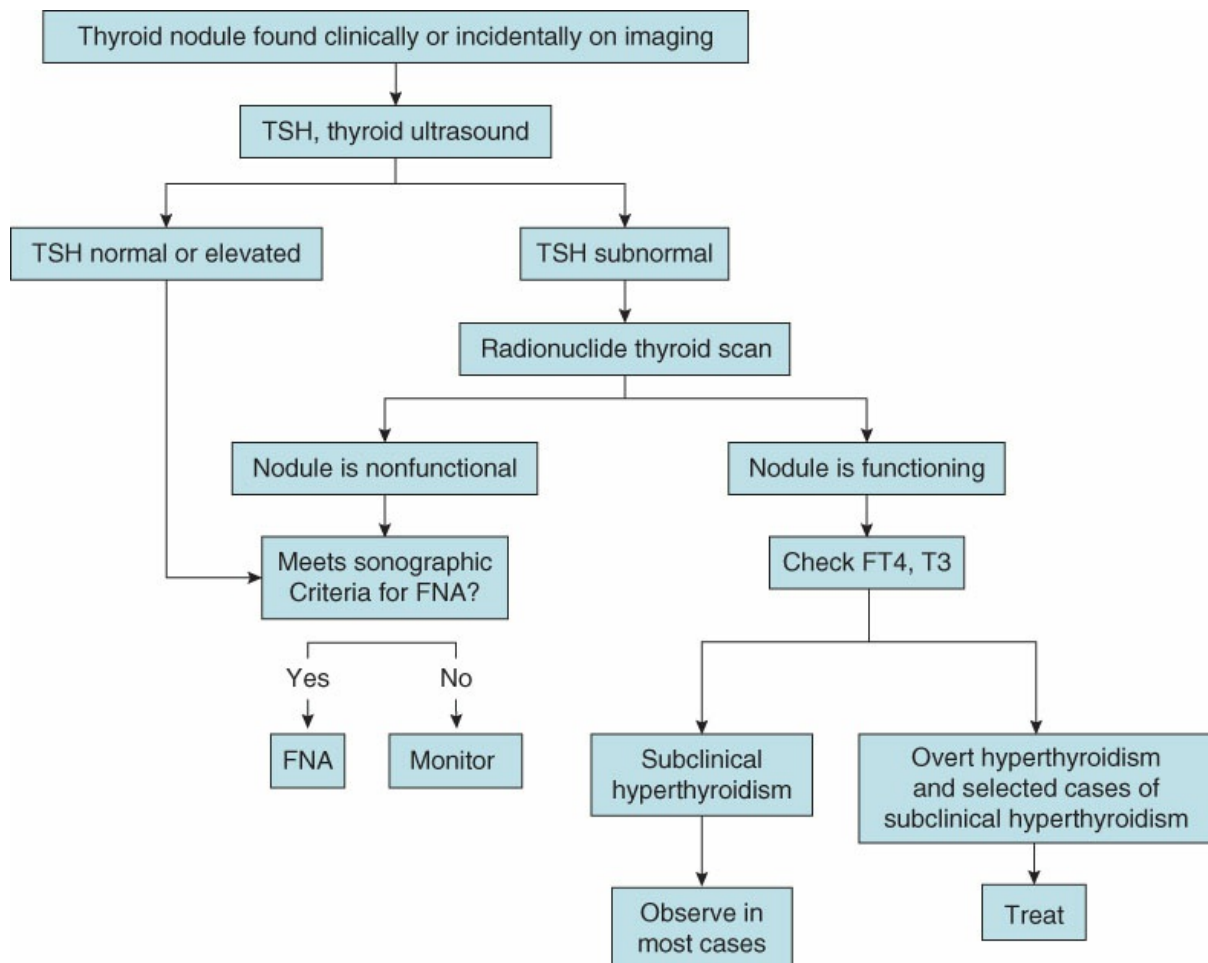 Thyroid nodule found clinically or incidentally on imaging
TSH, thyroid ultrasound
TSH normal or elevated
TSH subnormal
Radionuclide thyroid scan
Nodule is nonfunctional
Nodule is functioning
Meets sonographic
Criteria for FNA?
Check FT4, T3
Yes
No
FNA
Monitor
Subclinical
hyperthyroidism
Overt hyperthyroidism
and selected cases of
subclinical hyperthyroidism
Observe in
most cases
Treat